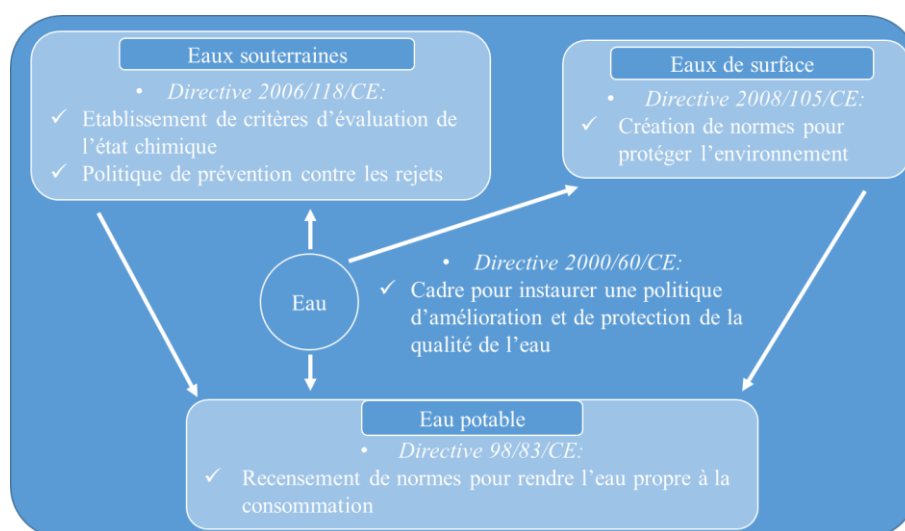 Eaux souterraines
• Directive 2006/118/CE:
✓ Etablissement de critères d’évaluation de
l’état chimique
✓ Politique de prévention contre les rejets
Eaux de surface
• Directive 2008/105/CE:
✓ Création de normes pour
protéger l’environnement
Eau
• Directive 2000/60/CE:
✓ Cadre pour instaurer une politique
d’amélioration et de protection de la
qualité de l’eau
Eau potable
• Directive 98/83/CE:
✓ Recensement de normes pour rendre l’eau propre à la
consommation